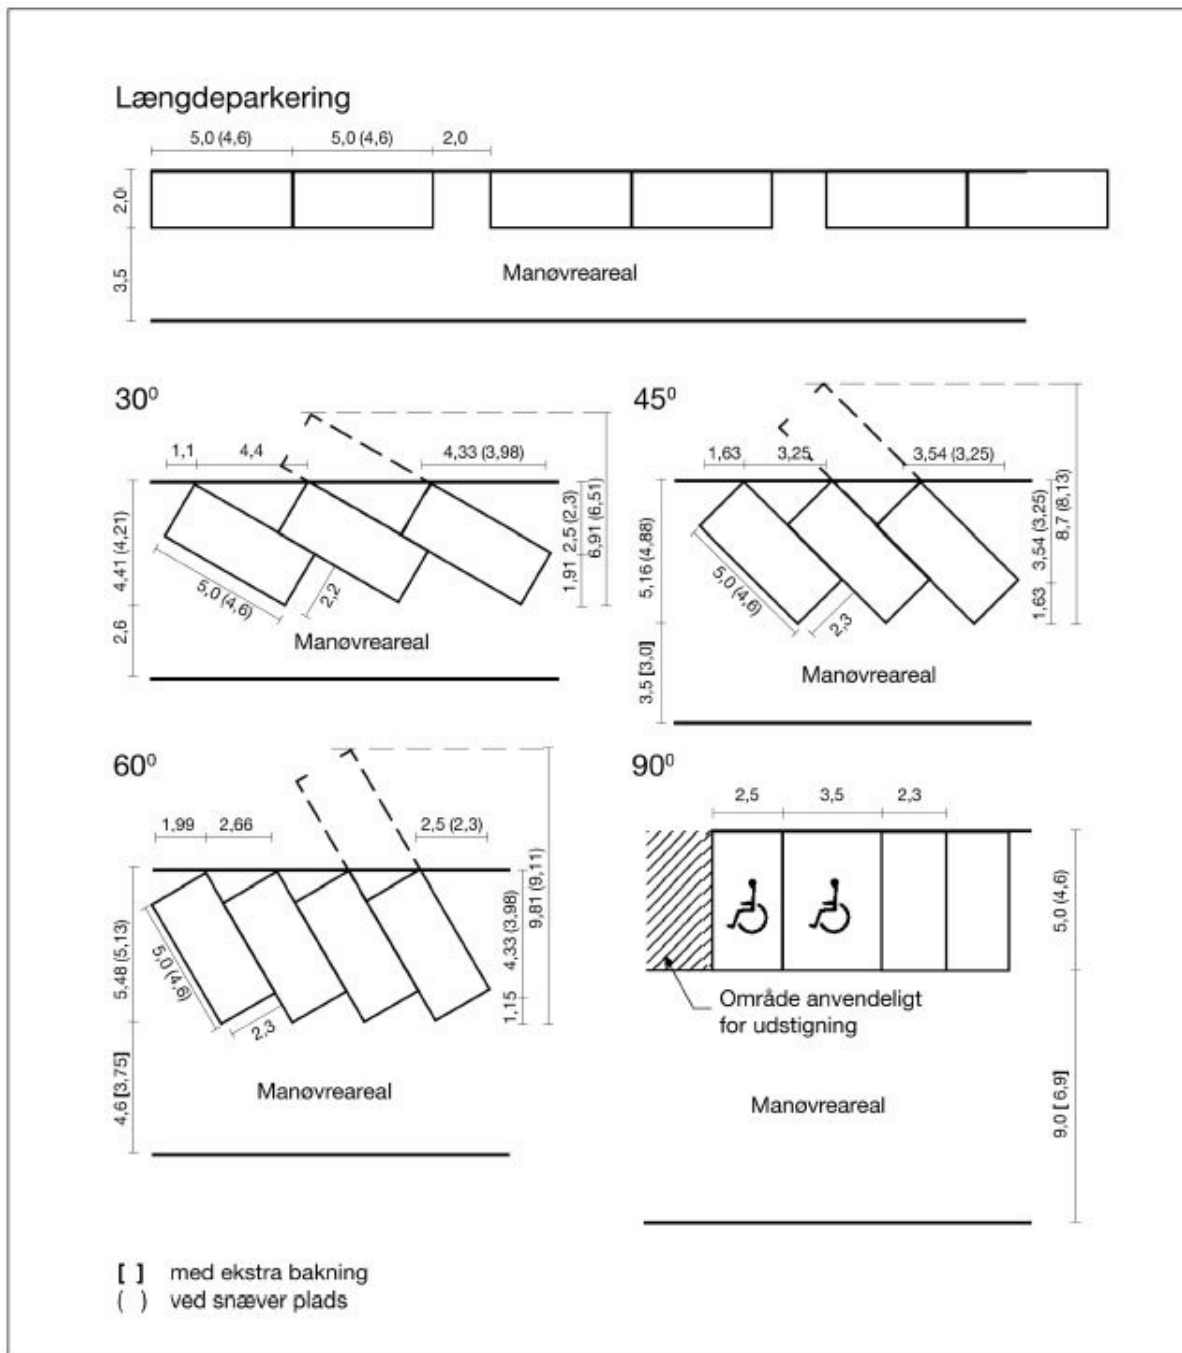 Længdeparkering
5,0 (4,6) 5,0 (4,6) 2,0
2,0
3,5
Manøvreareal
30⁰
1,1 4,4 4,33 (3,98)
4,41 (4,21)
2,6
5,0 (4,6)
2,2
1,91 2,5 (2,3)
6,91 (6,51)
Manøvreareal
45⁰
1,63 3,25 3,54 (3,25)
5,16 (4,88)
3,5 [3,0]
5,0 (4,6)
2,3
1,63 3,54 (3,25)
8,7 (8,13)
Manøvreareal
60⁰
1,99 2,66 2,5 (2,3)
5,48 (5,13)
4,6 [3,75]
5,0 (4,6)
2,3
1,15 4,33 (3,98)
9,81 (9,11)
Manøvreareal
90⁰
2,5 3,5 2,3
5,0 (4,6)
9,0 [ 6,9]
Område anvendeligt
for udstigning
Manøvreareal
[ ] med ekstra bakning
( ) ved snæver plads